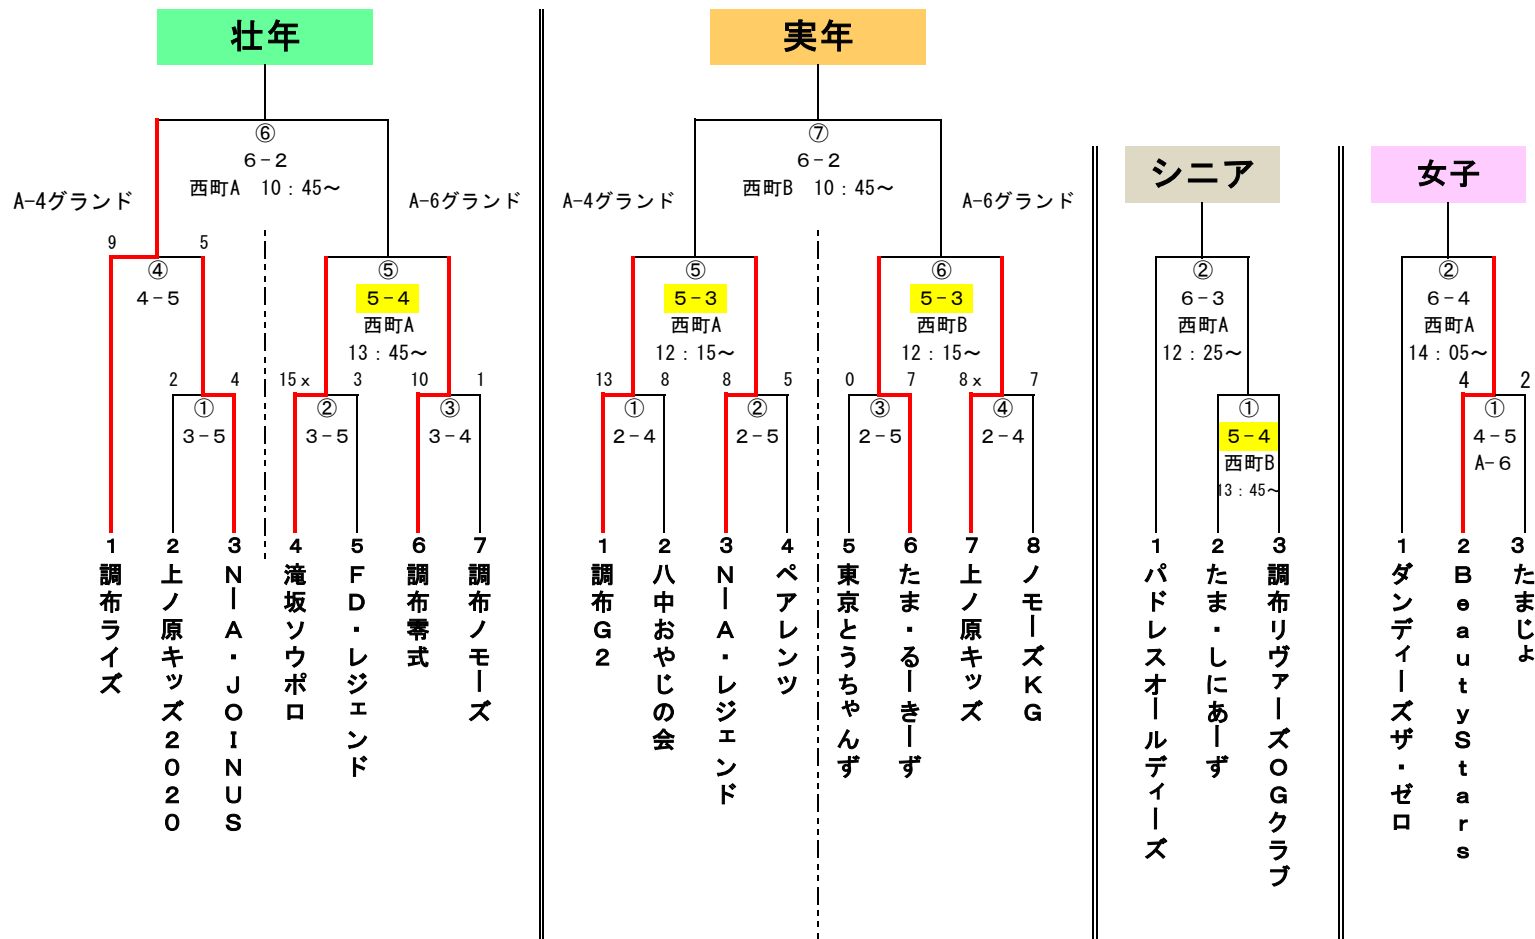 壮年
⑥
6-2
西町A 10:45～
A-4グランド
A-6グランド
9 5
④
4-5
⑤
5-4
西町A
13:45～
2 4
①
3-5
15x 3
②
3-5
10 1
③
3-4
1 調布ライズ
2 上ノ原キッズ2020
3 NIA・JOINUS
4 滝坂ソウポロ
5 FD・レジェンド
6 調布零式
7 調布ノモーズ
実年
⑦
6-2
西町B 10:45～
A-4グランド
A-6グランド
⑤
5-3
西町A
12:15～
⑥
5-3
西町B
12:15～
13 8
①
2-4
8 5
②
2-5
0 7
③
2-5
8x 7
④
2-4
1 調布G2
2 八中おやじの会
3 NIA・レジェンド
4 ペアレンツ
5 東京とうちゃんず
6 たま・るーきーず
7 上ノ原キッズ
8 ノモーズKG
シニア
②
6-3
西町A
12:25～
①
5-4
西町B
13:45～
1 パドレスオールディーズ
2 たま・しにあーず
3 調布リヴァーズOGクラブ
女子
②
6-4
西町A
14:05～
4 2
①
4-5
A-6
1 ダンディーズザ・ゼロ
2 BeautyStars
3 たまじょ